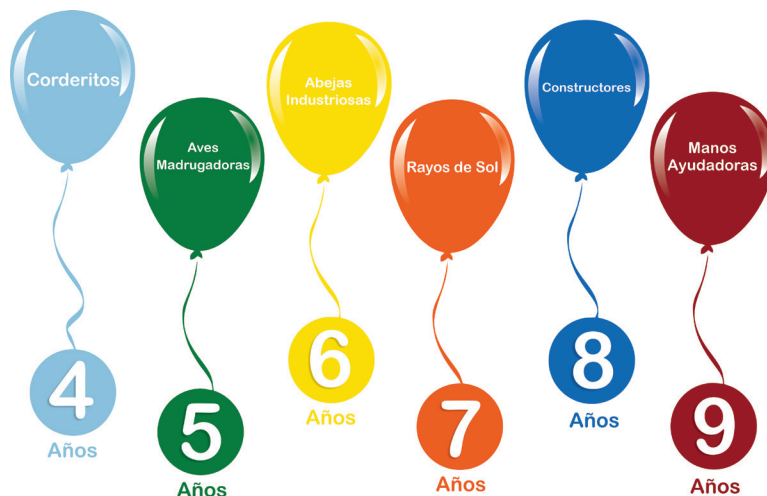 Corderitos
Aves
Madrugadoras
Abejas
Industriosas
Rayos de Sol
Constructores
Manos
Ayudadoras
4
Años
5
Años
6
Años
7
Años
8
Años
9
Años